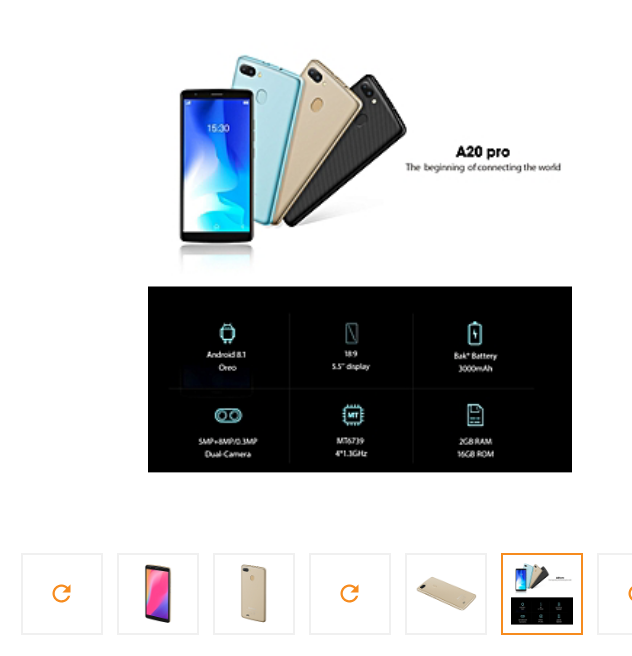 15:30
A20 pro
The beginning of connecting the world
Android 8.1
Oreo
18:9
5.5" display
Bak* Battery
3000mAh
5MP+8MP/0.3MP
Dual-Camera
MT
MT6739
4*1.3GHz
2GB RAM
16GB ROM